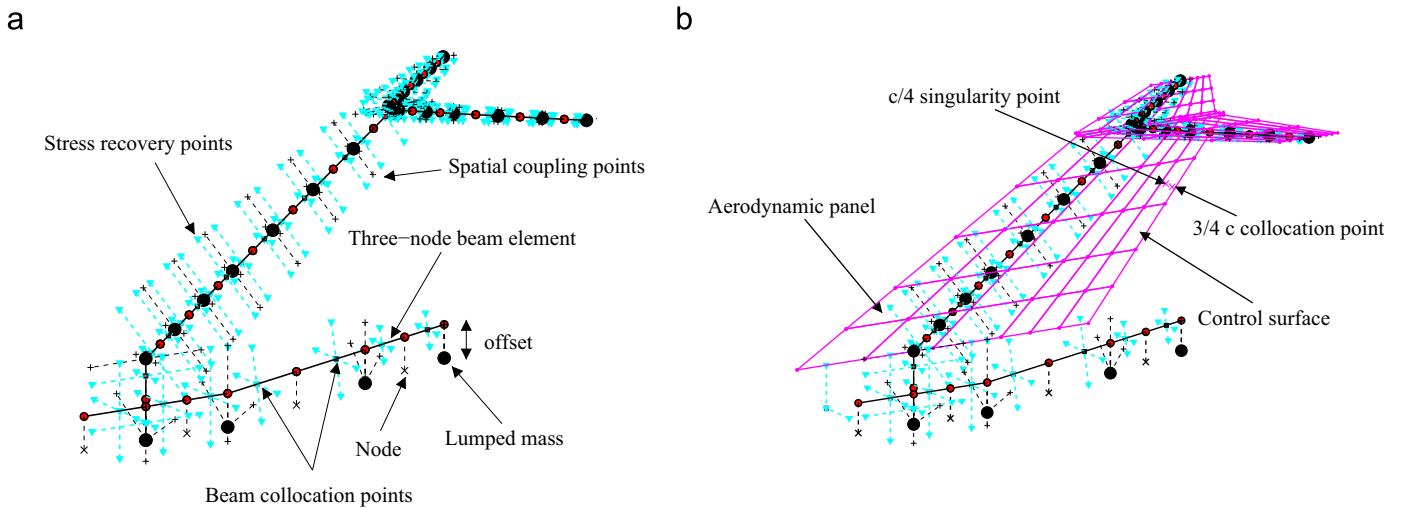 a
Stress recovery points
Spatial coupling points
Three−node beam element
offset
Lumped mass
Node
Beam collocation points
b
c/4 singularity point
Aerodynamic panel
3/4 c collocation point
Control surface